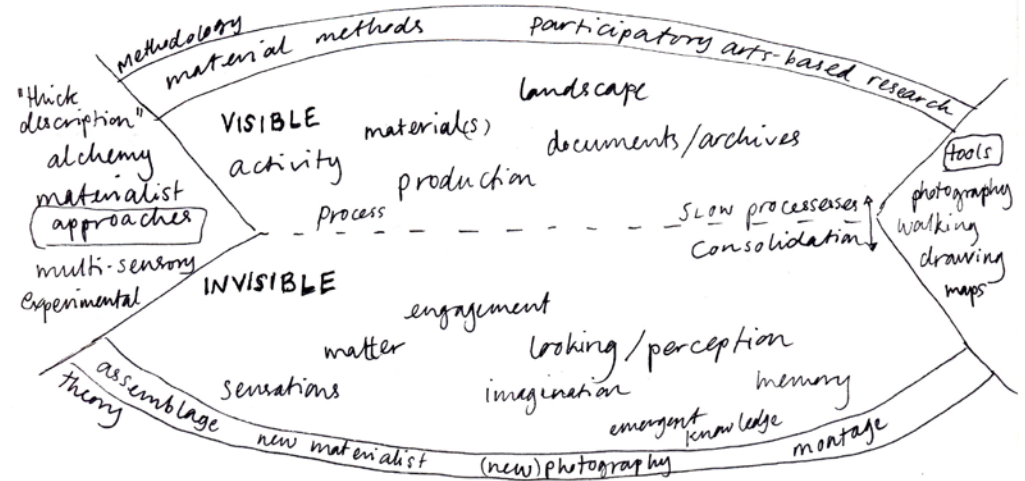 methodology
material methods
participatory arts-based research
"thick
description"
alchemy
materialist
approaches
multi-sensory
experimental
VISIBLE
activity
material(s)
landscape
documents/archives
production
Process
Slow processeses
Consolidation
tools
photography
walking
drawing
maps
INVISIBLE
engagement
matter
looking/perception
sensations
imagination
memory
emergent
knowledge
theory
assemblage
new materialist
(new)photography
montage